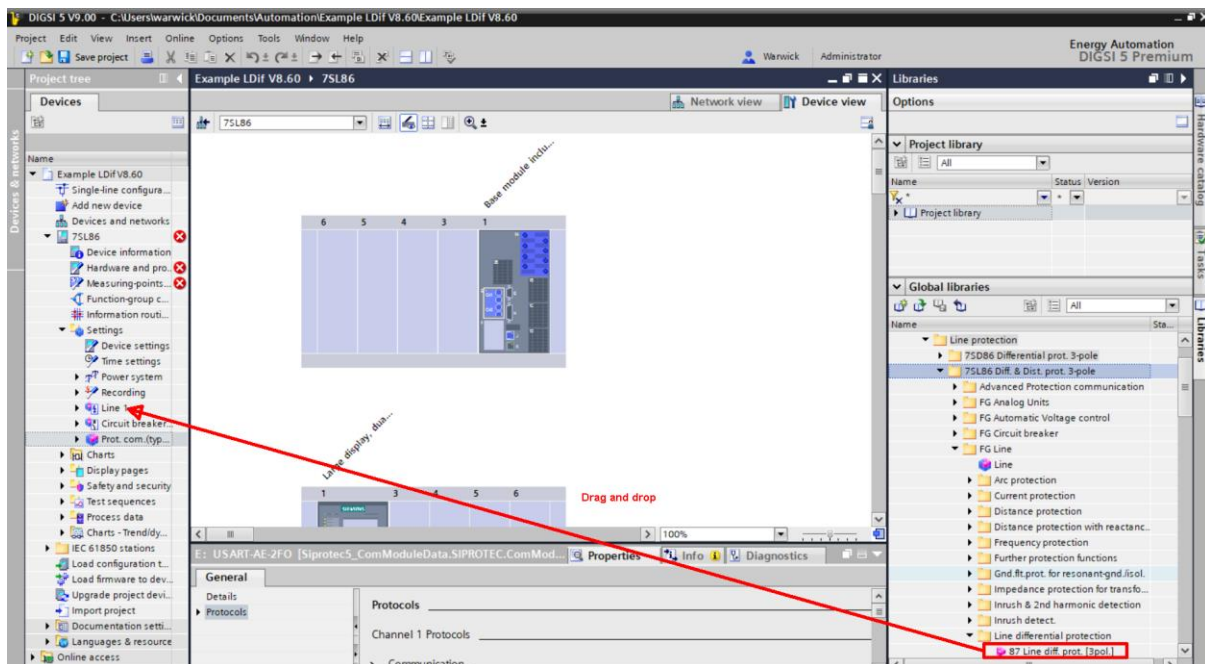 DIGSI 5 V9.00 - C:\Users\warwick\Documents\Automation\Example LDif V8.60\Example LDif V8.60
Project Edit View Insert Online Options Tools Window Help
Save project
Warwick Administrator
Energy Automation
DIGSI 5 Premium
Project tree
Devices
Name
Example LDif V8.60
Single-line configura...
Add new device
Devices and networks
7SL86
Device information
Hardware and pro...
Measuring-points...
Function-group c...
Information routi...
Settings
Device settings
Time settings
Power system
Recording
Line 1
Circuit breaker...
Prot. com.(typ...
Charts
Display pages
Safety and security
Test sequences
Process data
Charts - Trend/dy...
IEC 61850 stations
Load configuration t...
Load firmware to dev...
Upgrade project devi...
Import project
Documentation setti...
Languages & resource
Online access
Devices & networks
Example LDif V8.60 ▸ 7SL86
Network view
Device view
7SL86
Base module inclu...
6 5 4 3 1
Large display, dua...
1 3 4 5 6
SIEMENS
Drag and drop
100%
E: USART-AE-2FO [Siprotec5_ComModuleData.SIPROTEC.ComMod...
Properties
Info
Diagnostics
General
Details
Protocols
Protocols
Channel 1 Protocols
Communication
Libraries
Options
Project library
All
Name Status Version
Project library
Global libraries
All
Name Sta...
Line protection
7SD86 Differential prot. 3-pole
7SL86 Diff. & Dist. prot. 3-pole
Advanced Protection communication
FG Analog Units
FG Automatic Voltage control
FG Circuit breaker
FG Line
Line
Arc protection
Current protection
Distance protection
Distance protection with reactanc..
Frequency protection
Further protection functions
Gnd.flt.prot. for resonant-gnd./isol.
Impedance protection for transfo...
Inrush & 2nd harmonic detection
Inrush detect.
Line differential protection
87 Line diff. prot. [3pol.]
Hardware catalog
Tasks
Libraries